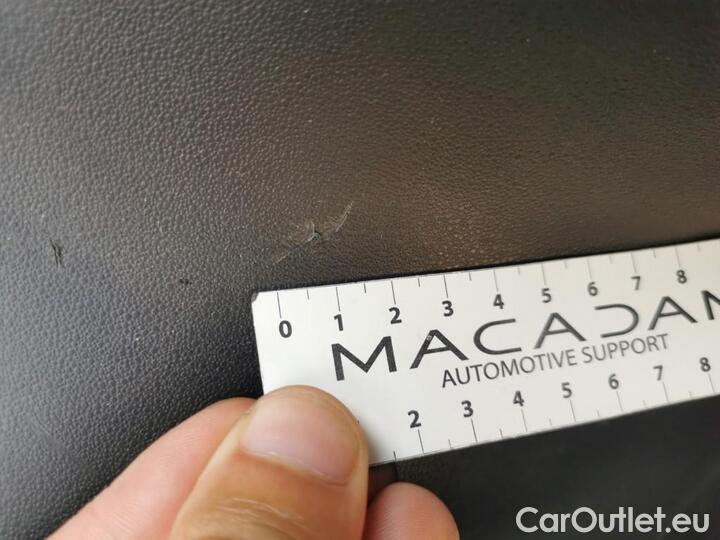 0 1 2 3 4 5 6 7 8
MACADAM
AUTOMOTIVE SUPPORT
2 3 4 5 6 7 8
CarOutlet.eu